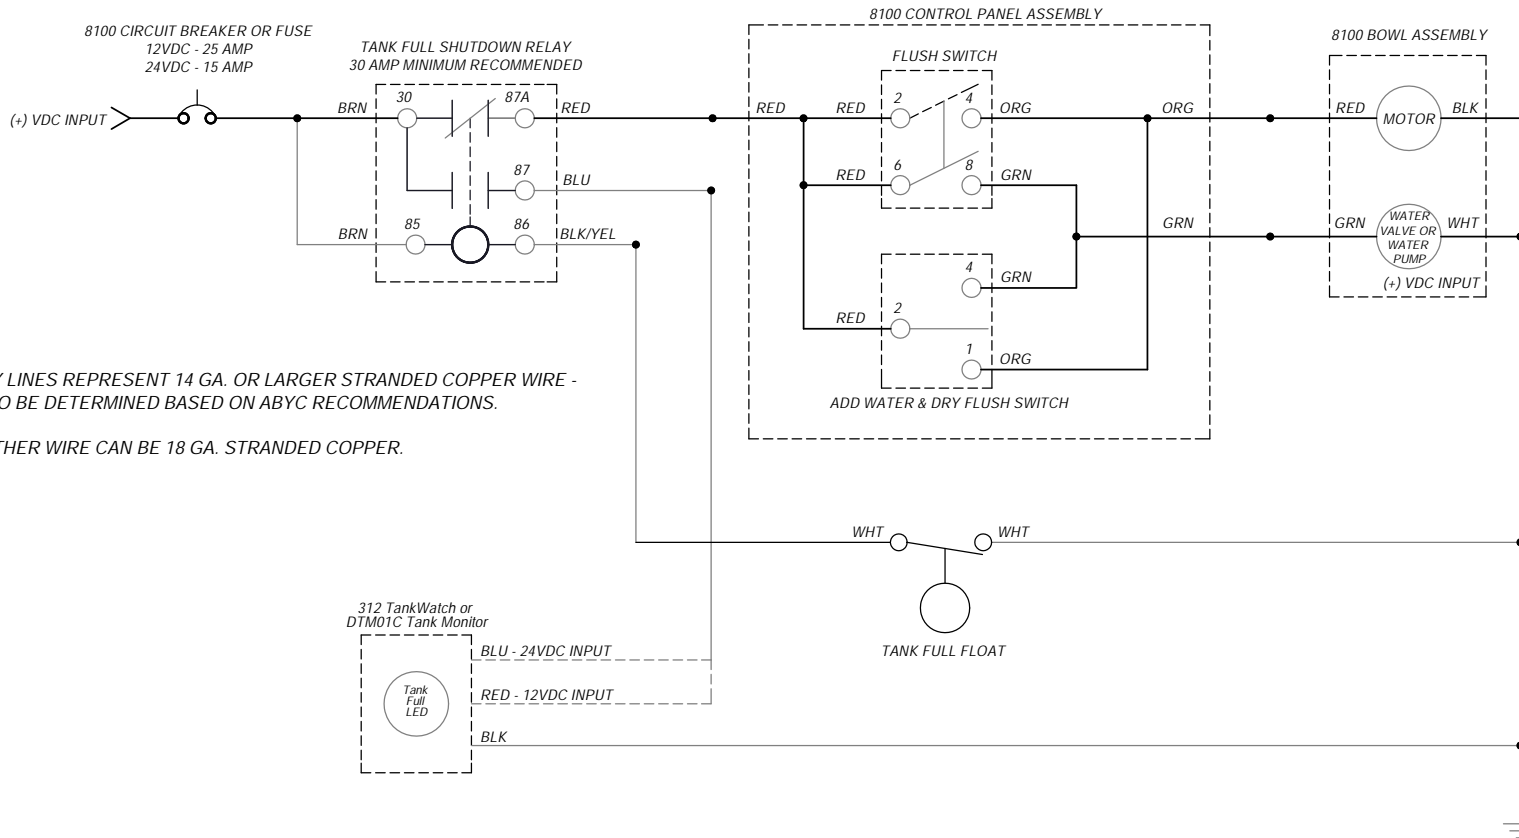 8100 CONTROL PANEL ASSEMBLY
8100 CIRCUIT BREAKER OR FUSE
12VDC - 25 AMP
24VDC - 15 AMP
TANK FULL SHUTDOWN RELAY
30 AMP MINIMUM RECOMMENDED
FLUSH SWITCH
8100 BOWL ASSEMBLY
(+) VDC INPUT
BRN
30
87A
RED
RED
RED
2
4
ORG
ORG
RED
MOTOR
BLK
87
BLU
RED
6
8
GRN
BRN
85
86
BLK/YEL
GRN
GRN
WATER
VALVE OR
WATER
PUMP
WHT
(+) VDC INPUT
4
GRN
RED
2
1
ORG
ADD WATER & DRY FLUSH SWITCH
LINES REPRESENT 14 GA. OR LARGER STRANDED COPPER WIRE -
O BE DETERMINED BASED ON ABYC RECOMMENDATIONS.
THER WIRE CAN BE 18 GA. STRANDED COPPER.
WHT
WHT
TANK FULL FLOAT
312 TankWatch or
DTM01C Tank Monitor
Tank
Full
LED
BLU - 24VDC INPUT
RED - 12VDC INPUT
BLK